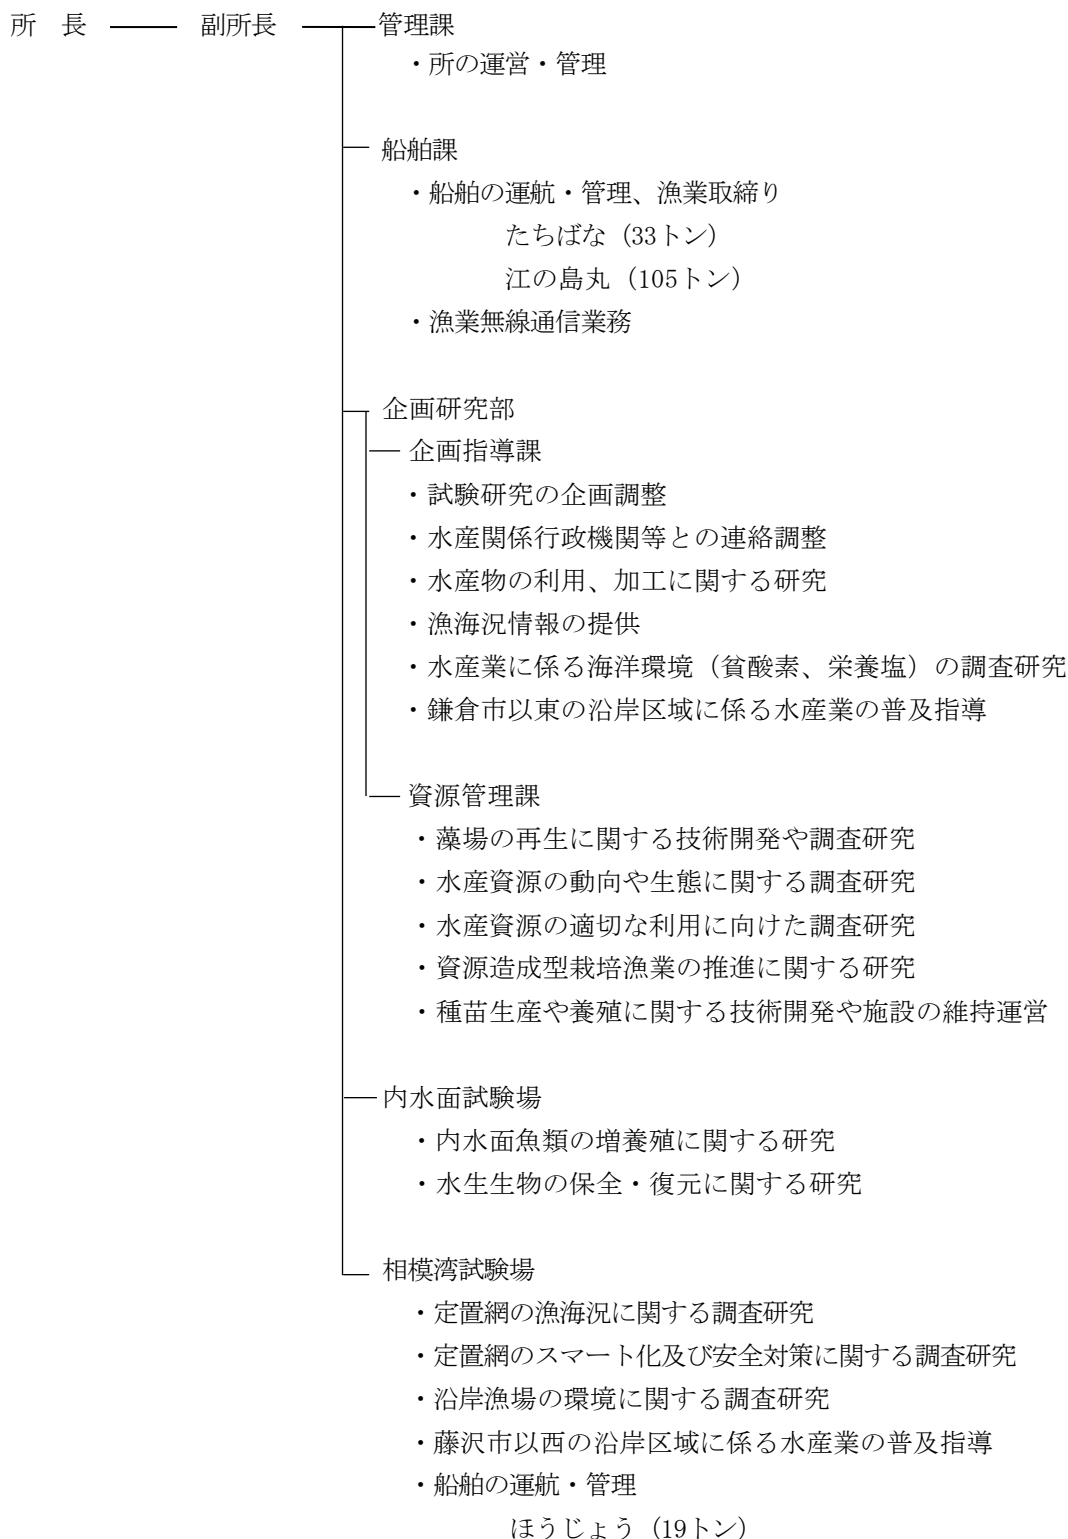 所　長　副所長　管理課
・所の運営・管理
船舶課
・船舶の運航・管理、漁業取締り
たちばな（33トン）
江の島丸（105トン）
・漁業無線通信業務
企画研究部
企画指導課
・試験研究の企画調整
・水産関係行政機関等との連絡調整
・水産物の利用、加工に関する研究
・漁海況情報の提供
・水産業に係る海洋環境（貧酸素、栄養塩）の調査研究
・鎌倉市以東の沿岸区域に係る水産業の普及指導
資源管理課
・藻場の再生に関する技術開発や調査研究
・水産資源の動向や生態に関する調査研究
・水産資源の適切な利用に向けた調査研究
・資源造成型栽培漁業の推進に関する研究
・種苗生産や養殖に関する技術開発や施設の維持運営
内水面試験場
・内水面魚類の増養殖に関する研究
・水生生物の保全・復元に関する研究
相模湾試験場
・定置網の漁海況に関する調査研究
・定置網のスマート化及び安全対策に関する調査研究
・沿岸漁場の環境に関する調査研究
・藤沢市以西の沿岸区域に係る水産業の普及指導
・船舶の運航・管理
ほうじょう（19トン）